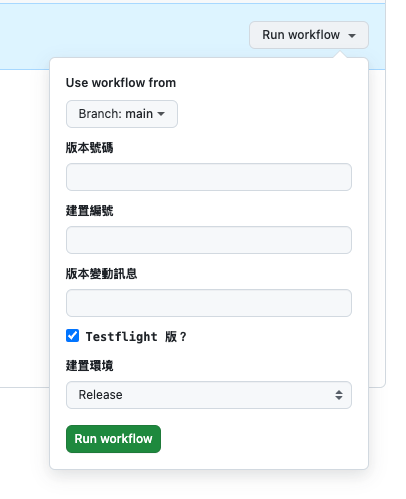 Run workflow
Use workflow from
Branch: main
版本號碼
建置編號
版本變動訊息
Testflight 版？
建置環境
Release
Run workflow